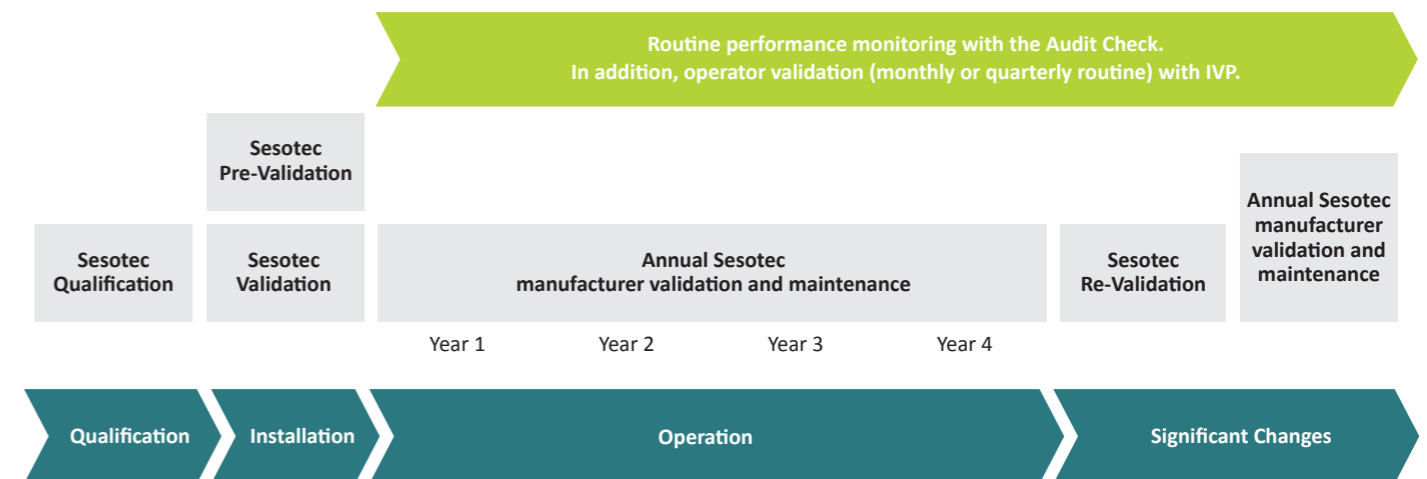 Routine performance monitoring with the Audit Check.
In addition, operator validation (monthly or quarterly routine) with IVP.
Sesotec
Pre-Validation
Sesotec
Qualification
Sesotec
Validation
Annual Sesotec
manufacturer validation and maintenance
Sesotec
Re-Validation
Annual Sesotec
manufacturer
validation and
maintenance
Year 1
Year 2
Year 3
Year 4
Qualification
Installation
Operation
Significant Changes